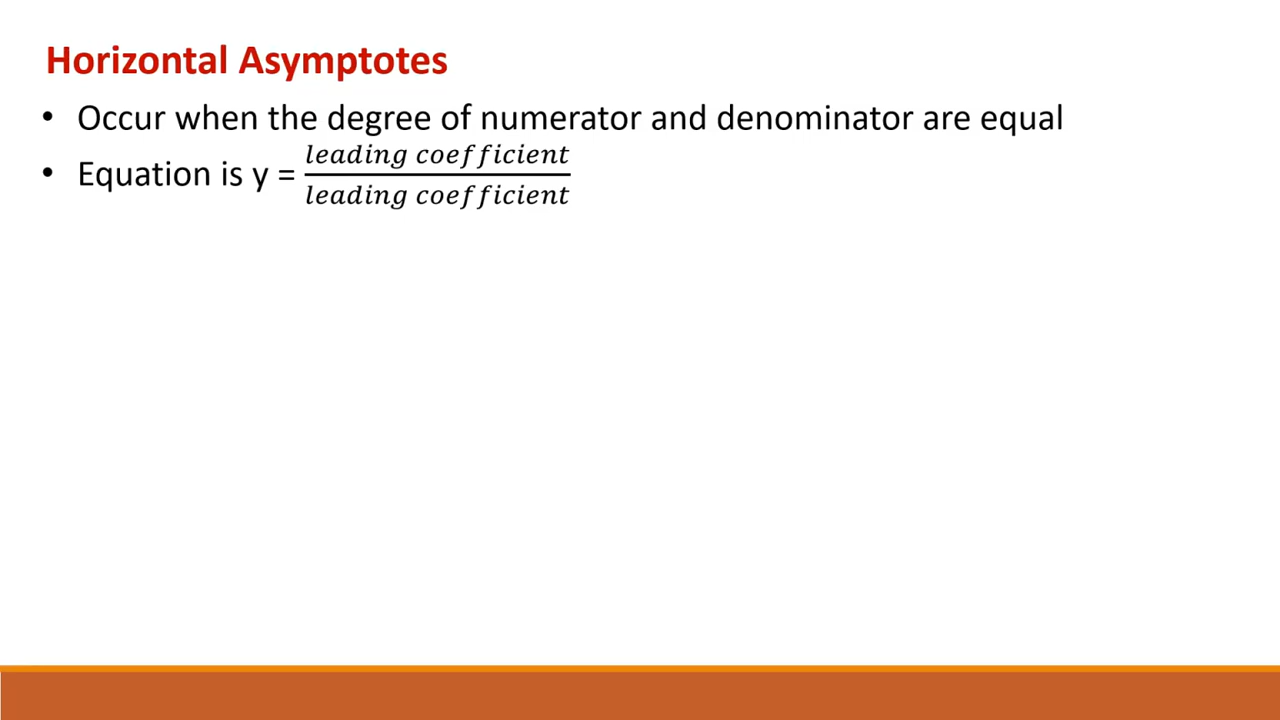 Horizontal Asymptotes
• Occur when the degree of numerator and denominator are equal
• Equation is y = leading coefficient / leading coefficient